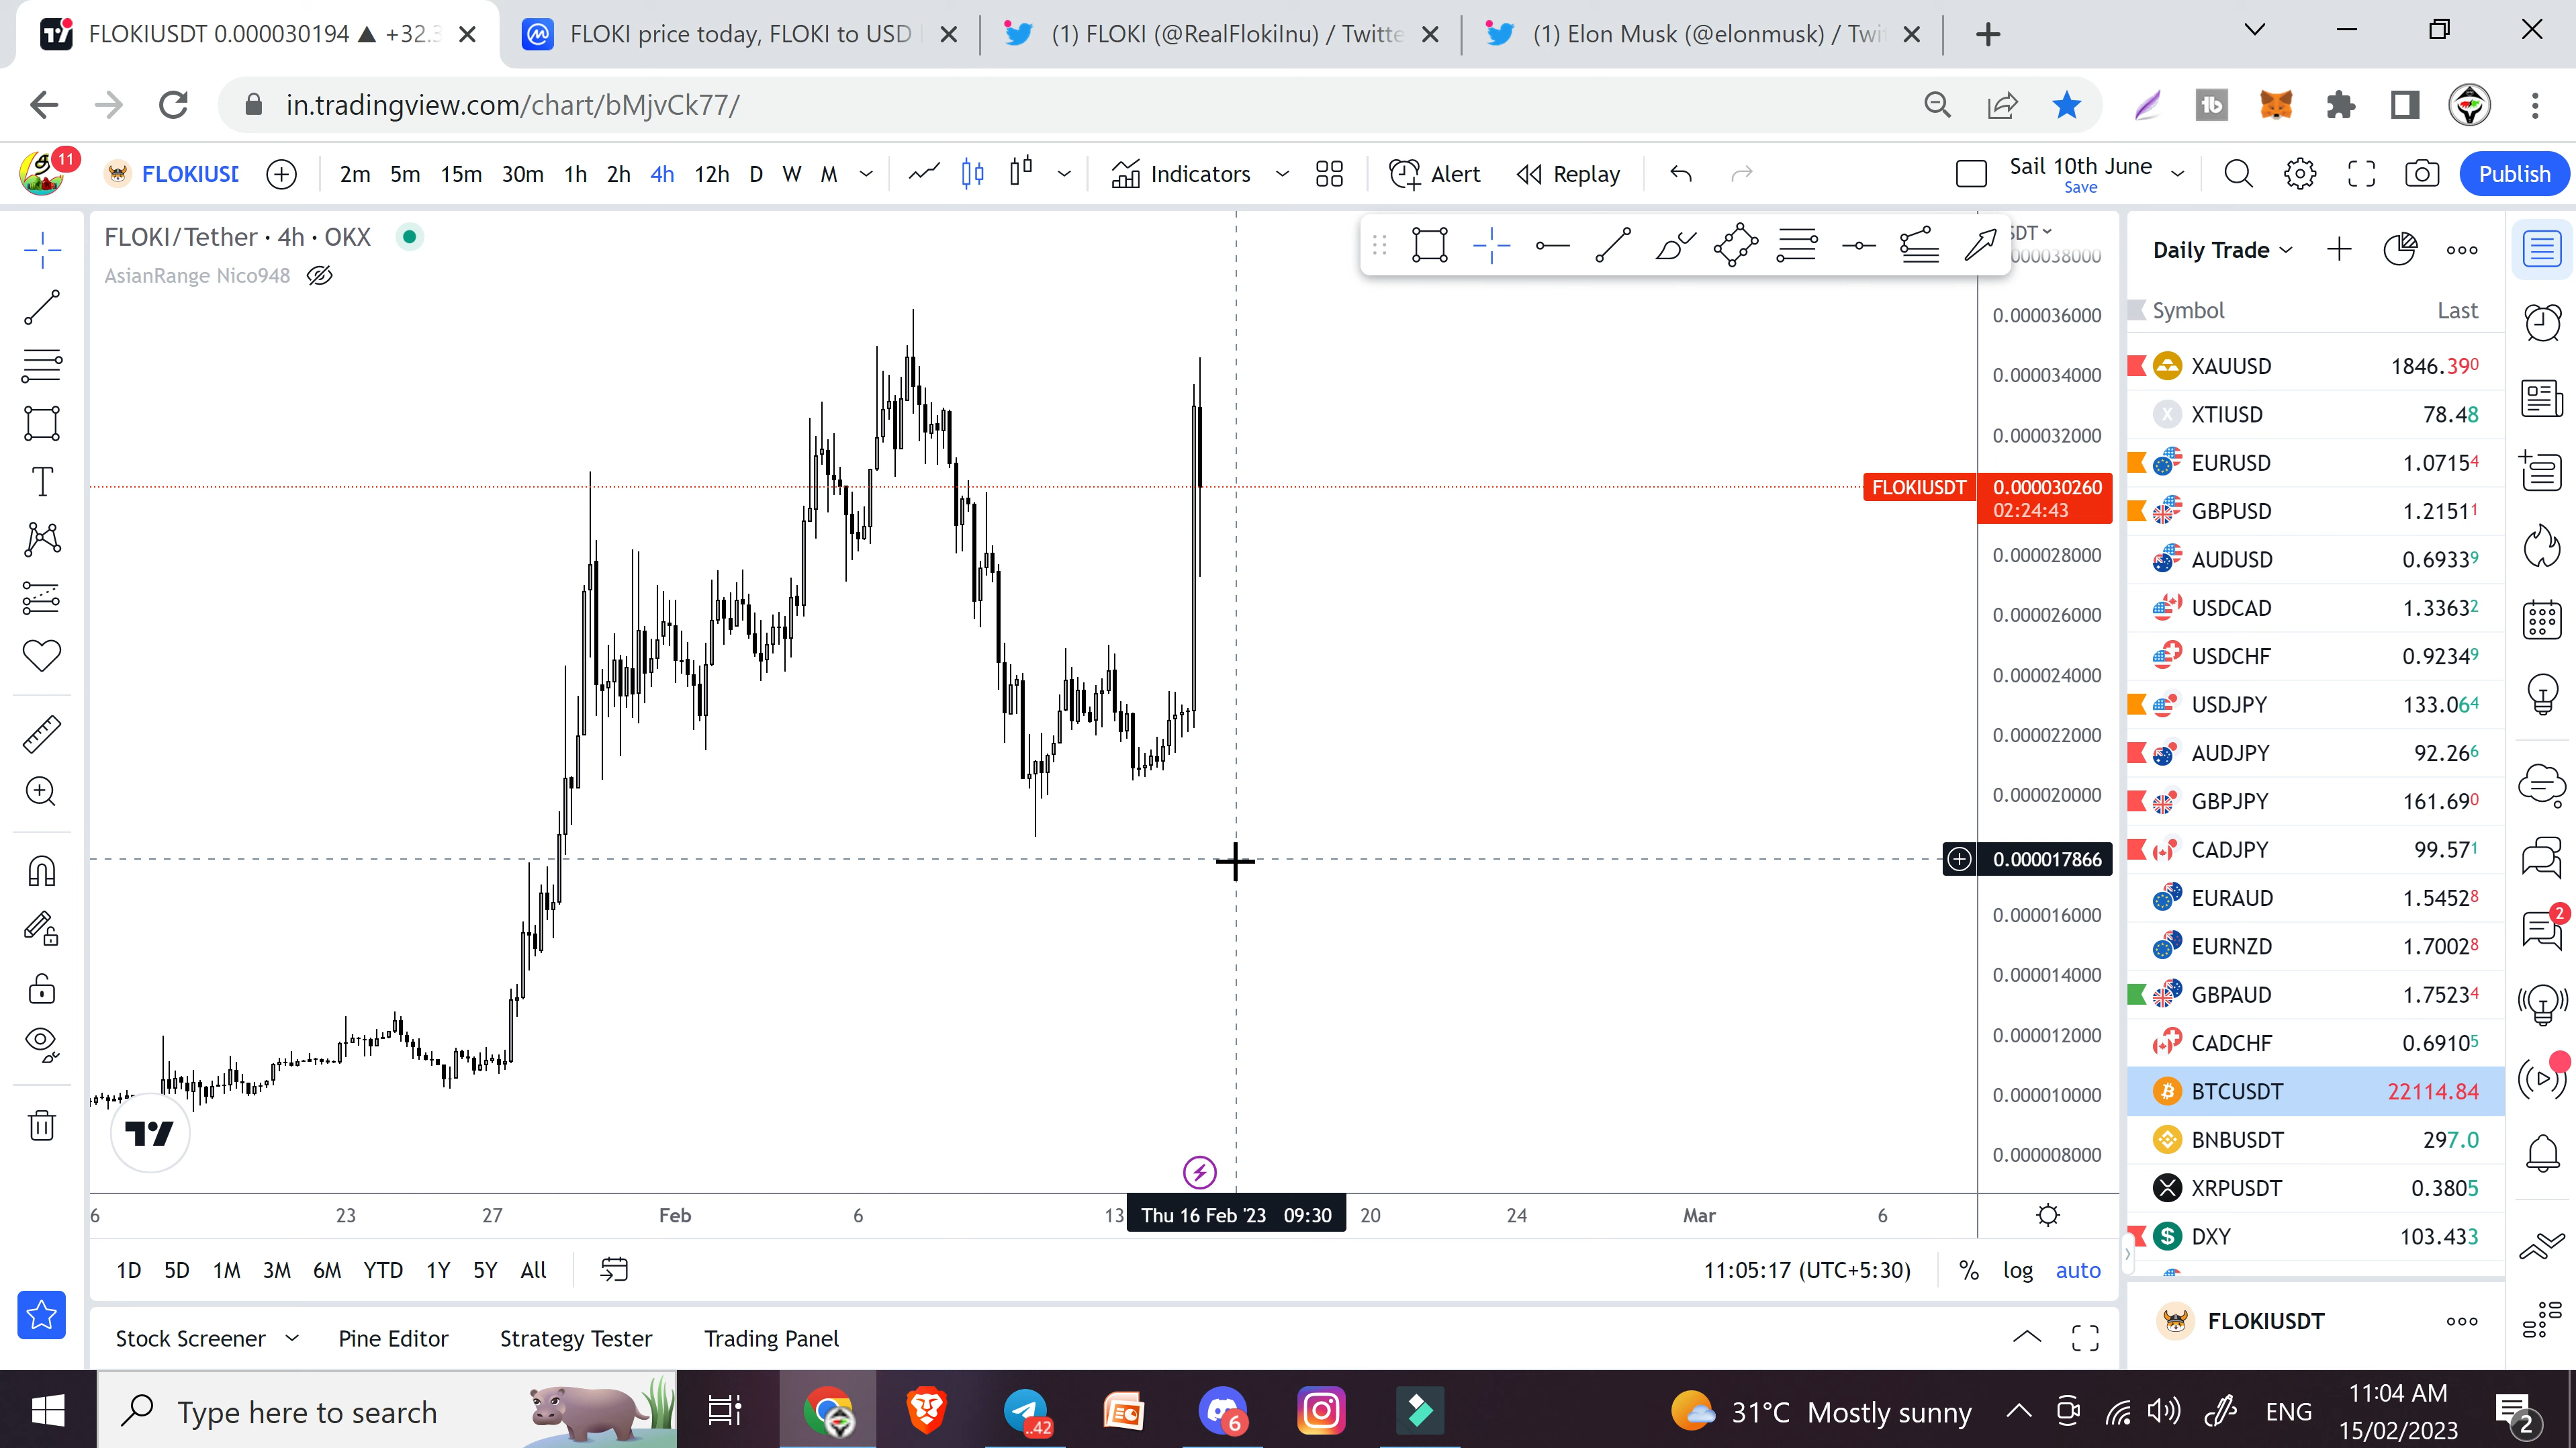 FLOKIUSDT 0.000030194 ▲ +32.3
FLOKI price today, FLOKI to USD
(1) FLOKI (@RealFlokiInu) / Twitte
(1) Elon Musk (@elonmusk) / Twi
in.tradingview.com/chart/bMjvCk77/
11
FLOKIUSD
2m 5m 15m 30m 1h 2h 4h 12h D W M
Indicators
Alert
Replay
Sail 10th June
Save
Publish
FLOKI/Tether · 4h · OKX
AsianRange Nico948
0.000038000
0.000036000
0.000034000
0.000032000
FLOKIUSDT 0.000030260
02:24:43
0.000028000
0.000026000
0.000024000
0.000022000
0.000020000
0.000017866
0.000016000
0.000014000
0.000012000
0.000010000
0.000008000
6 23 27 Feb 6 13 Thu 16 Feb '23 09:30 20 24 Mar 6
1D 5D 1M 3M 6M YTD 1Y 5Y All
11:05:17 (UTC+5:30) % log auto
Stock Screener Pine Editor Strategy Tester Trading Panel
Daily Trade
Symbol Last
XAUUSD 1846.390
XTIUSD 78.48
EURUSD 1.07154
GBPUSD 1.21511
AUDUSD 0.69339
USDCAD 1.33632
USDCHF 0.92349
USDJPY 133.064
AUDJPY 92.266
GBPJPY 161.690
CADJPY 99.571
EURAUD 1.54528
EURNZD 1.70028
GBPAUD 1.75234
CADCHF 0.69105
BTCUSDT 22114.84
BNBUSDT 297.0
XRPUSDT 0.3805
DXY 103.433
FLOKIUSDT
2
Type here to search
..42
6
31°C Mostly sunny
ENG
11:04 AM
15/02/2023
2